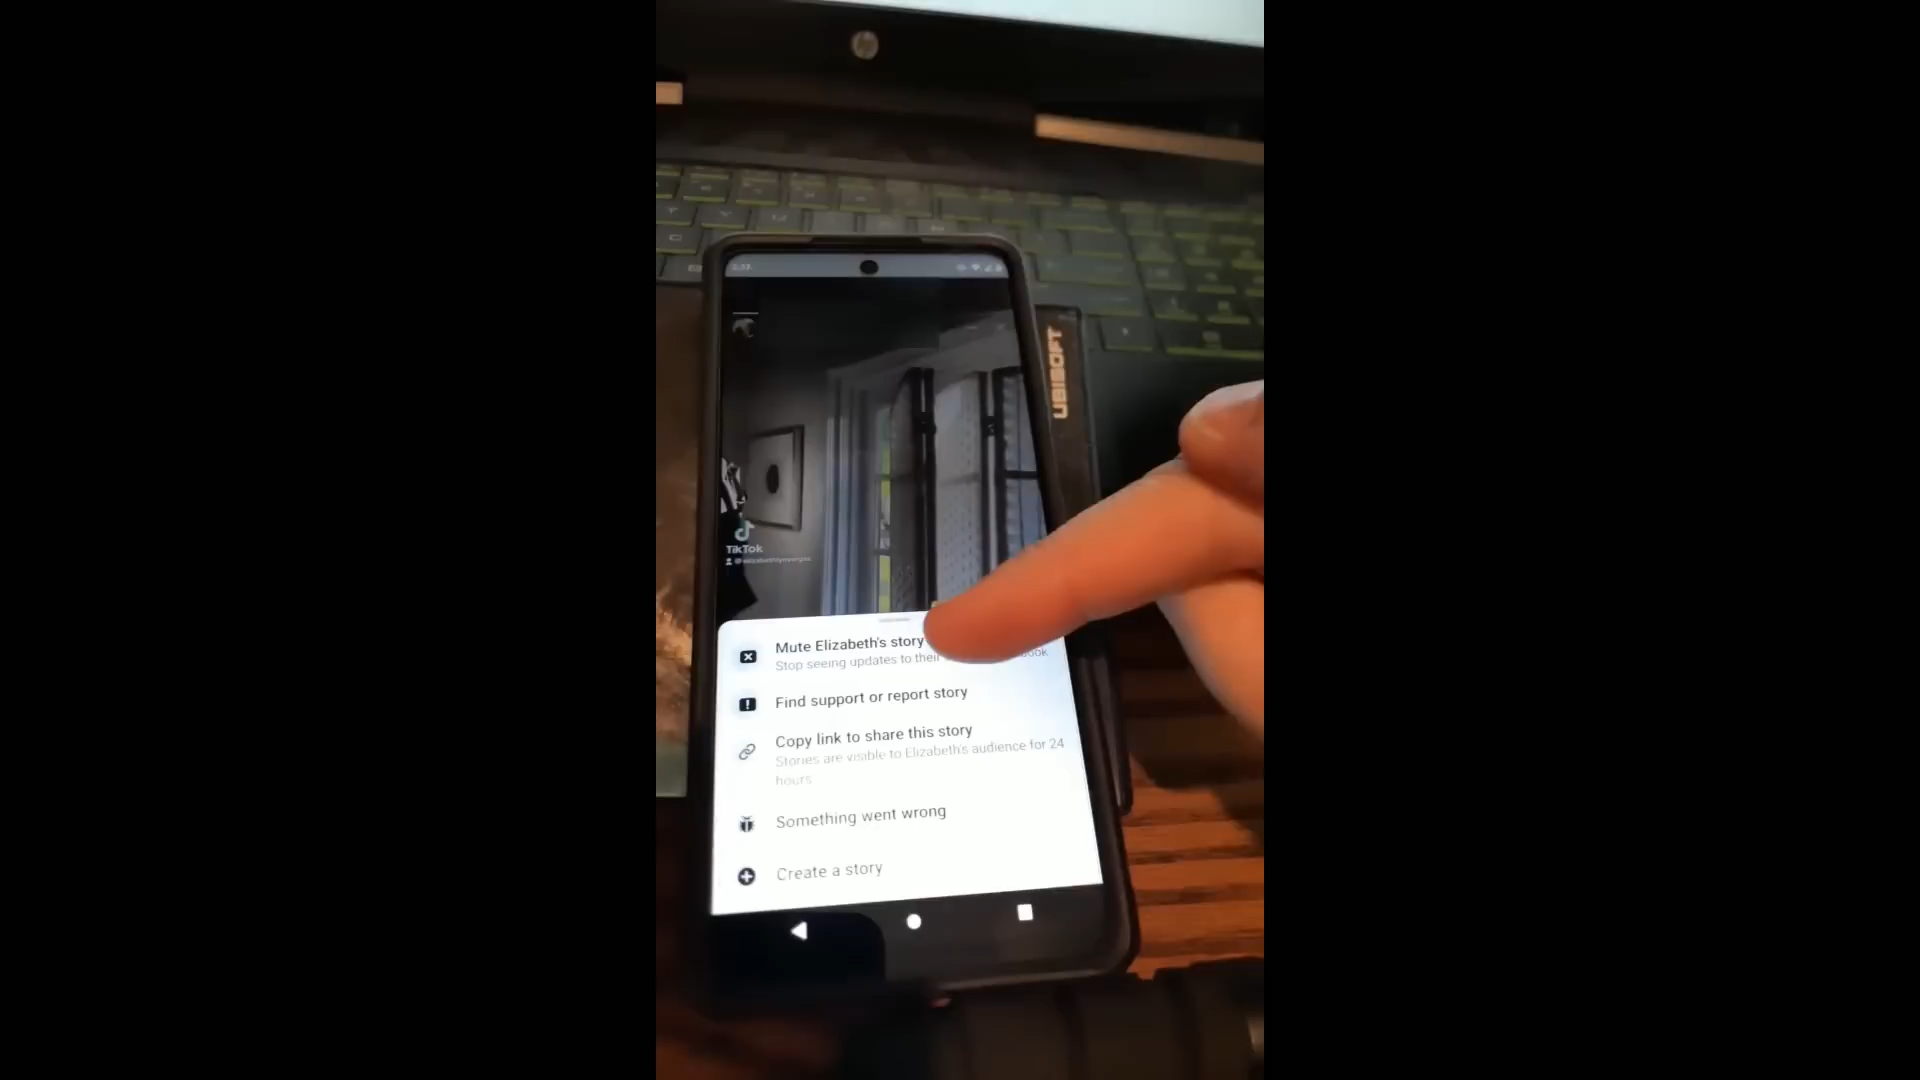 hp
UBISOFT
TikTok
Mute Elizabeth's story
Stop seeing updates to their
Find support or report story
Copy link to share this story
Stories are visible to Elizabeth's audience for 24
hours
Something went wrong
Create a story